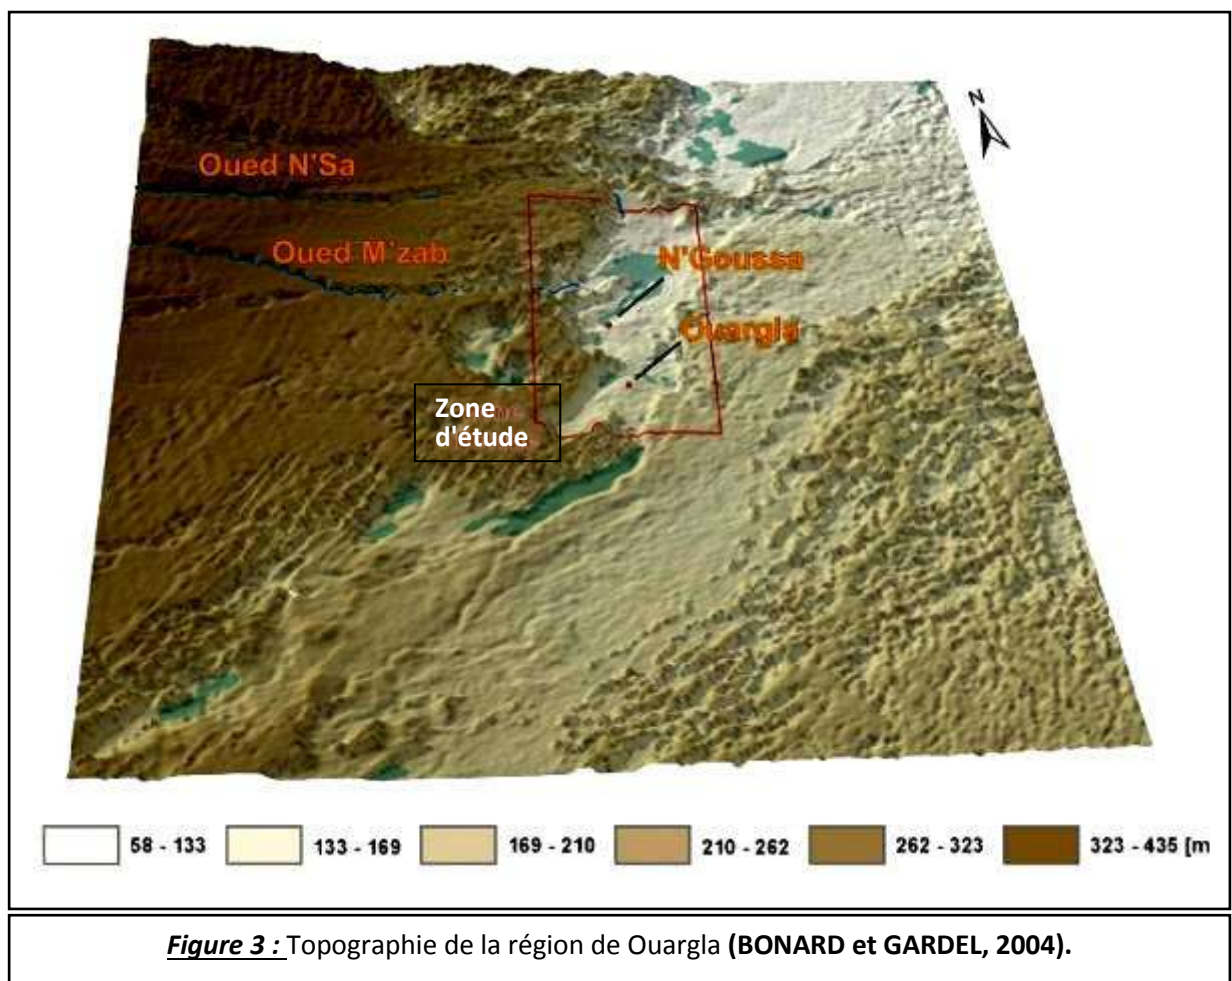 N
Oued N'Sa
Oued M'zab
N'Goussa
Ouargla
Zone
d'étude
58 - 133 133 - 169 169 - 210 210 - 262 262 - 323 323 - 435 [m
Figure 3 : Topographie de la région de Ouargla (BONARD et GARDEL, 2004).